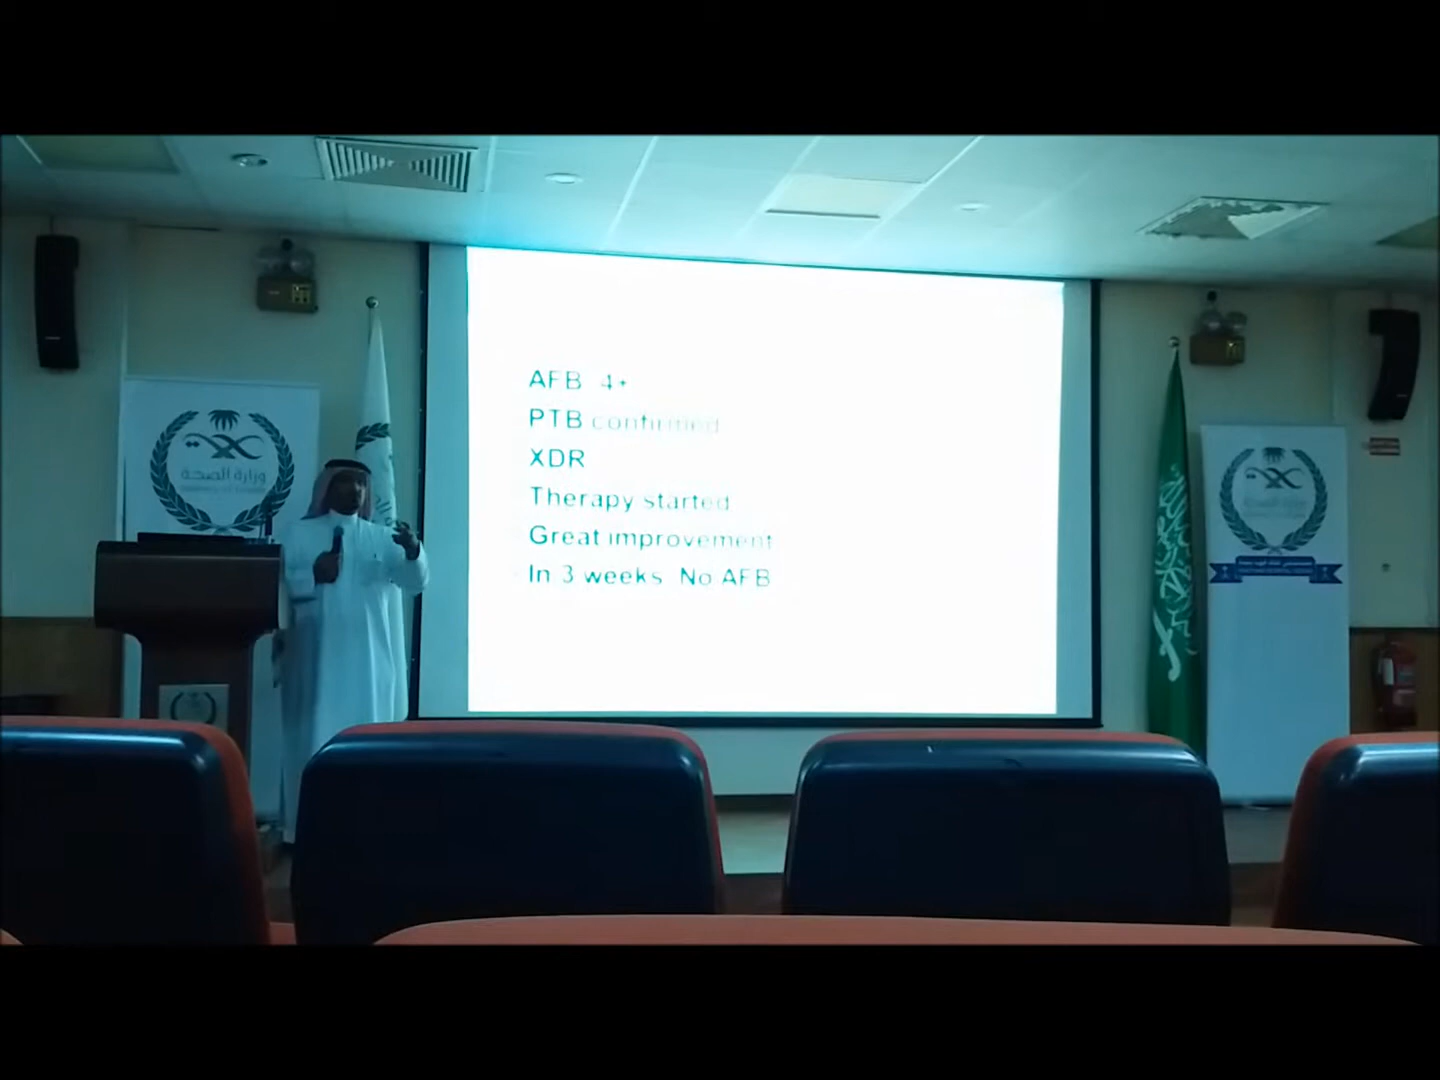 AFB 4+
PTB confirmed
XDR
Therapy started
Great improvement
In 3 weeks No AFB
وزارة الصحة